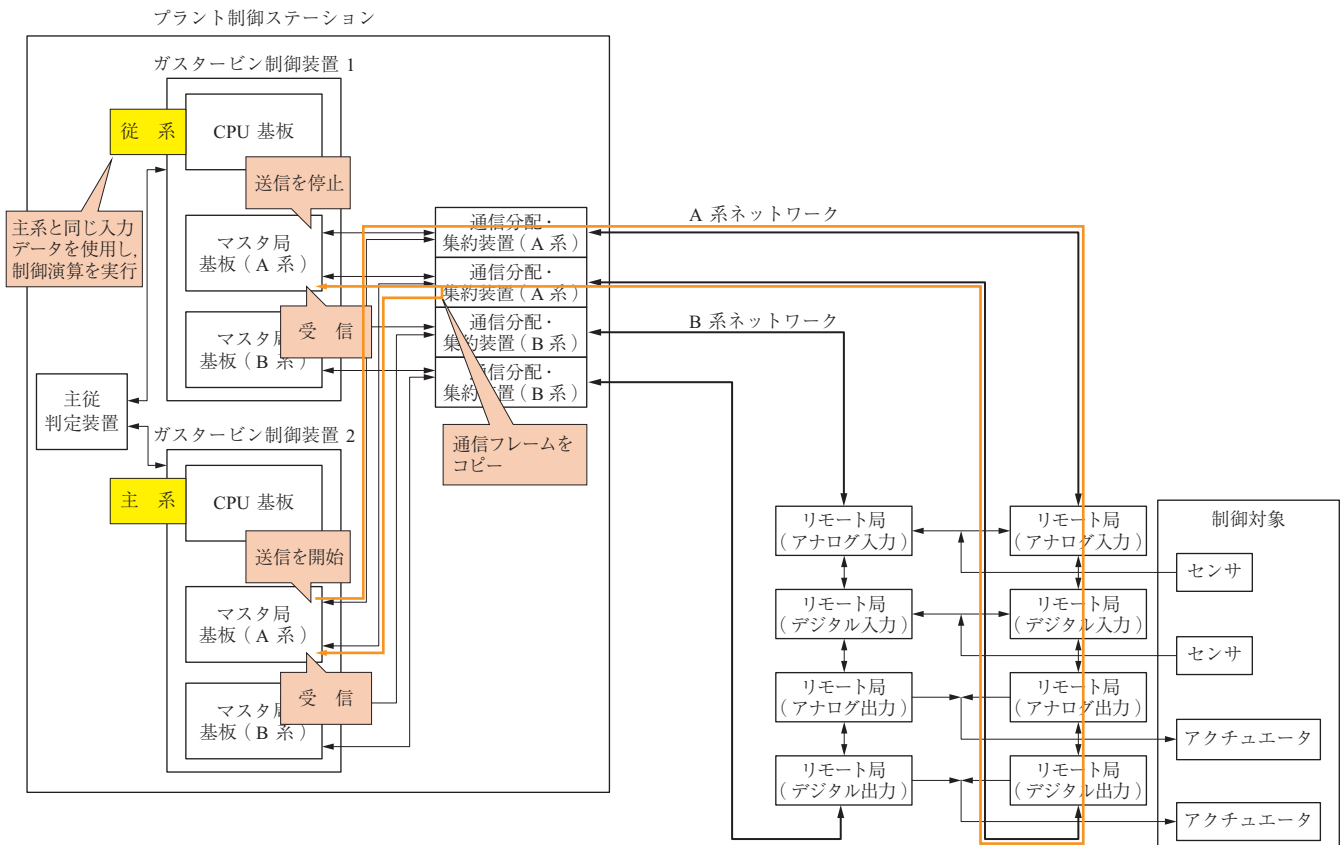 プラント制御ステーション
ガスタービン制御装置 1
従 系
CPU 基板
送信を停止
主系と同じ入力
データを使用し,
制御演算を実行
マスタ局
基板( A 系 )
受 信
マスタ局
基板( B 系 )
通信分配・
集約装置( A 系 )
通信分配・
集約装置( A 系 )
通信分配・
集約装置( B 系 )
通信分配・
集約装置( B 系 )
A 系ネットワーク
B 系ネットワーク
主従
判定装置
通信フレームを
コピー
ガスタービン制御装置 2
主 系
CPU 基板
送信を開始
マスタ局
基板( A 系 )
受 信
マスタ局
基板( B 系 )
リモート局
( アナログ入力 )
リモート局
( デジタル入力 )
リモート局
( アナログ出力 )
リモート局
( デジタル出力 )
リモート局
( アナログ入力 )
リモート局
( デジタル入力 )
リモート局
( アナログ出力 )
リモート局
( デジタル出力 )
制御対象
センサ
センサ
アクチュエータ
アクチュエータ